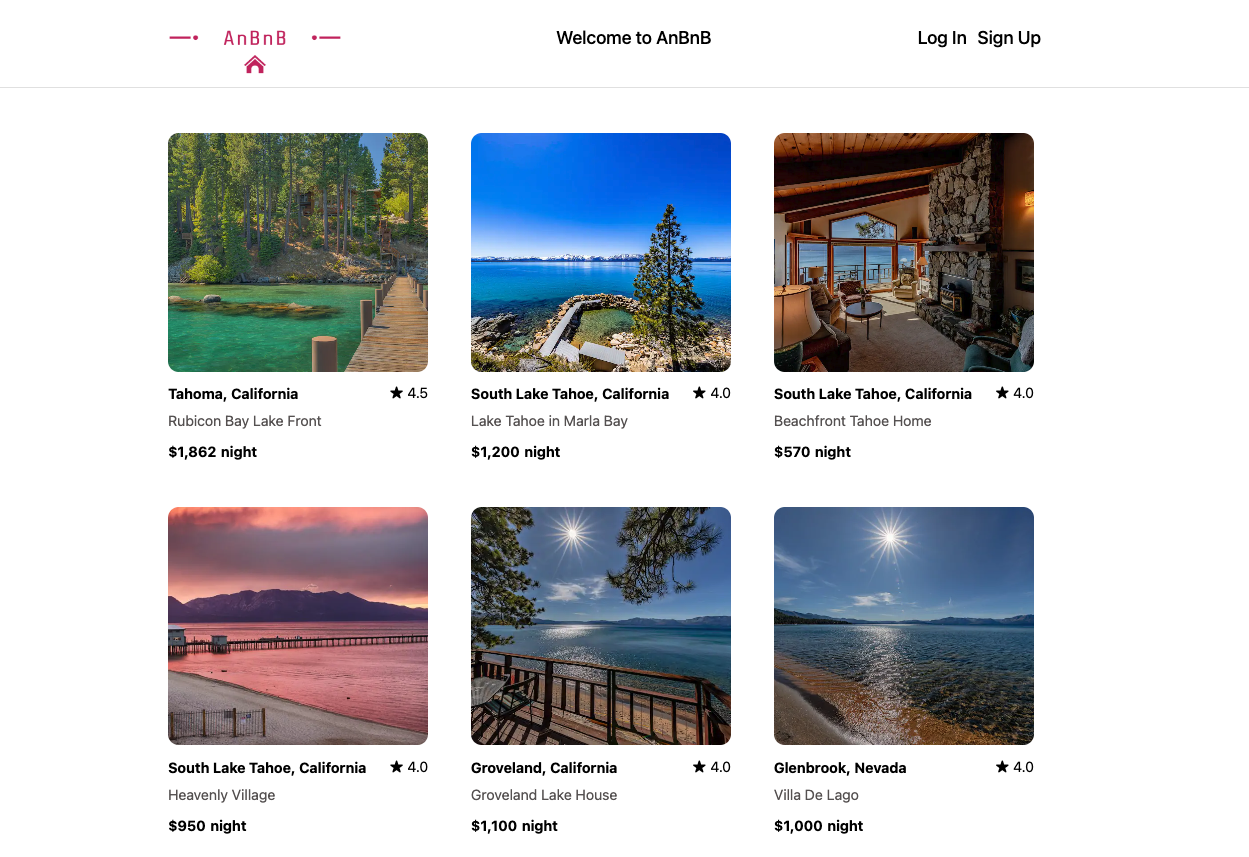 AnBnB
Welcome to AnBnB
Log In Sign Up
Tahoma, California
★ 4.5
Rubicon Bay Lake Front
$1,862 night
South Lake Tahoe, California
★ 4.0
Lake Tahoe in Marla Bay
$1,200 night
South Lake Tahoe, California
★ 4.0
Beachfront Tahoe Home
$570 night
South Lake Tahoe, California
★ 4.0
Heavenly Village
$950 night
Groveland, California
★ 4.0
Groveland Lake House
$1,100 night
Glenbrook, Nevada
★ 4.0
Villa De Lago
$1,000 night